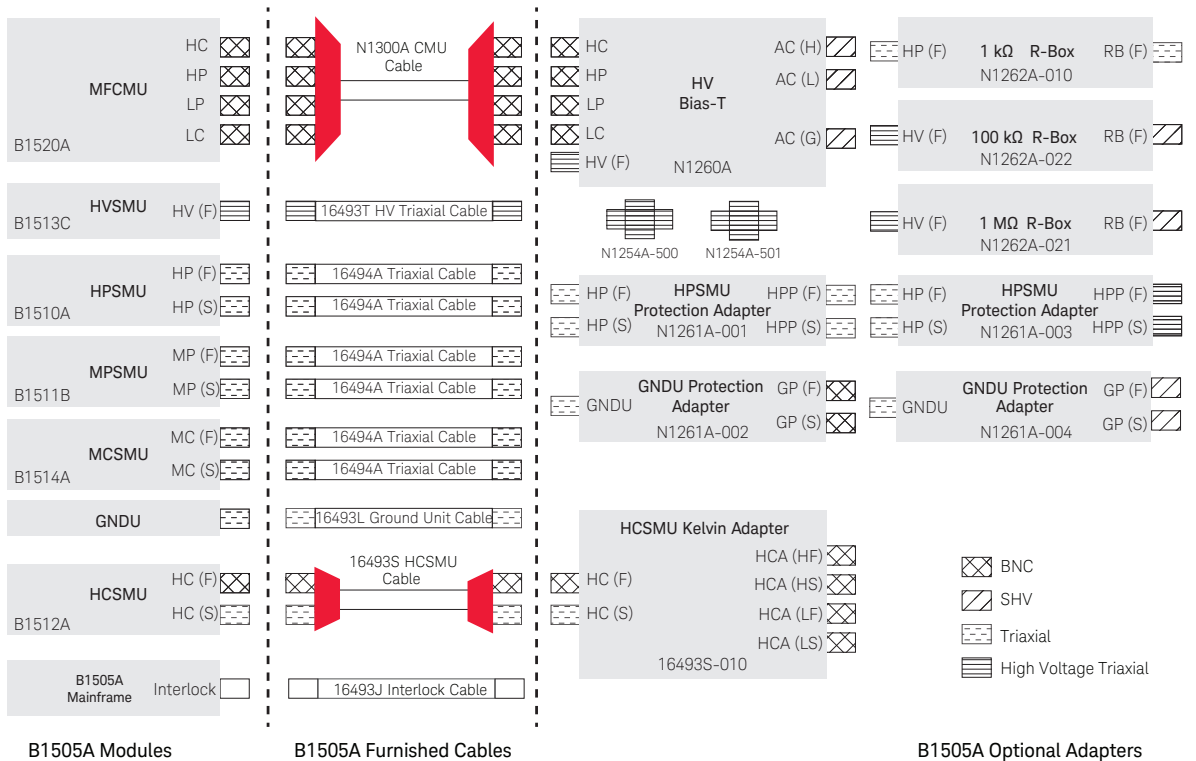 HC
HP
MFCMU
LP
LC
B1520A
HVSMU
HV (F)
B1513C
HP (F)
HPSMU
HP (S)
B1510A
MP (F)
MPSMU
MP (S)
B1511B
MC (F)
MCSMU
MC (S)
B1514A
GNDU
HC (F)
HCSMU
HC (S)
B1512A
B1505A
Mainframe
Interlock
B1505A Modules
N1300A CMU
Cable
16493T HV Triaxial Cable
16494A Triaxial Cable
16494A Triaxial Cable
16494A Triaxial Cable
16494A Triaxial Cable
16494A Triaxial Cable
16494A Triaxial Cable
16493L Ground Unit Cable
16493S HCSMU
Cable
16493J Interlock Cable
B1505A Furnished Cables
HC
AC (H)
HP
AC (L)
HV
Bias-T
LP
LC
AC (G)
HV (F)
N1260A
N1254A-500
N1254A-501
HP (F)
HPSMU
HPP (F)
Protection Adapter
HP (S)
N1261A-001
HPP (S)
GNDU Protection
GP (F)
GNDU
Adapter
GP (S)
N1261A-002
HCSMU Kelvin Adapter
HCA (HF)
HC (F)
HCA (HS)
HC (S)
HCA (LF)
HCA (LS)
16493S-010
HP (F)
1 kΩ R-Box
RB (F)
N1262A-010
HV (F)
100 kΩ R-Box
RB (F)
N1262A-022
HV (F)
1 MΩ R-Box
RB (F)
N1262A-021
HP (F)
HPSMU
HPP (F)
Protection Adapter
HP (S)
N1261A-003
HPP (S)
GNDU Protection
GP (F)
GNDU
Adapter
GP (S)
N1261A-004
BNC
SHV
Triaxial
High Voltage Triaxial
B1505A Optional Adapters